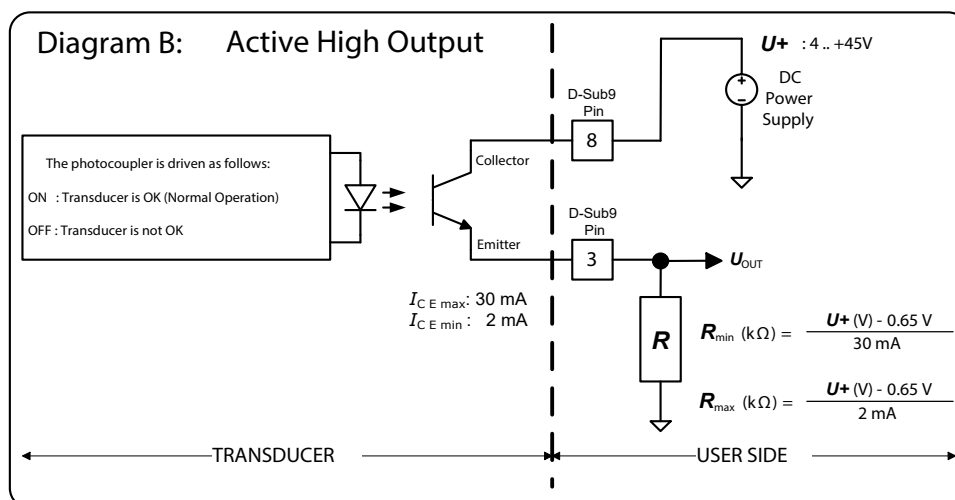 Diagram B: Active High Output
U+ : 4 .. +45V
DC
Power
Supply
+
−
D-Sub9
Pin
8
The photocoupler is driven as follows:
ON : Transducer is OK (Normal Operation)
OFF : Transducer is not OK
Collector
Emitter
D-Sub9
Pin
3
UOUT
IC E max: 30 mA
IC E min : 2 mA
R
Rmin (kΩ) = U+ (V) - 0.65 V
30 mA
Rmax (kΩ) = U+ (V) - 0.65 V
2 mA
TRANSDUCER
USER SIDE